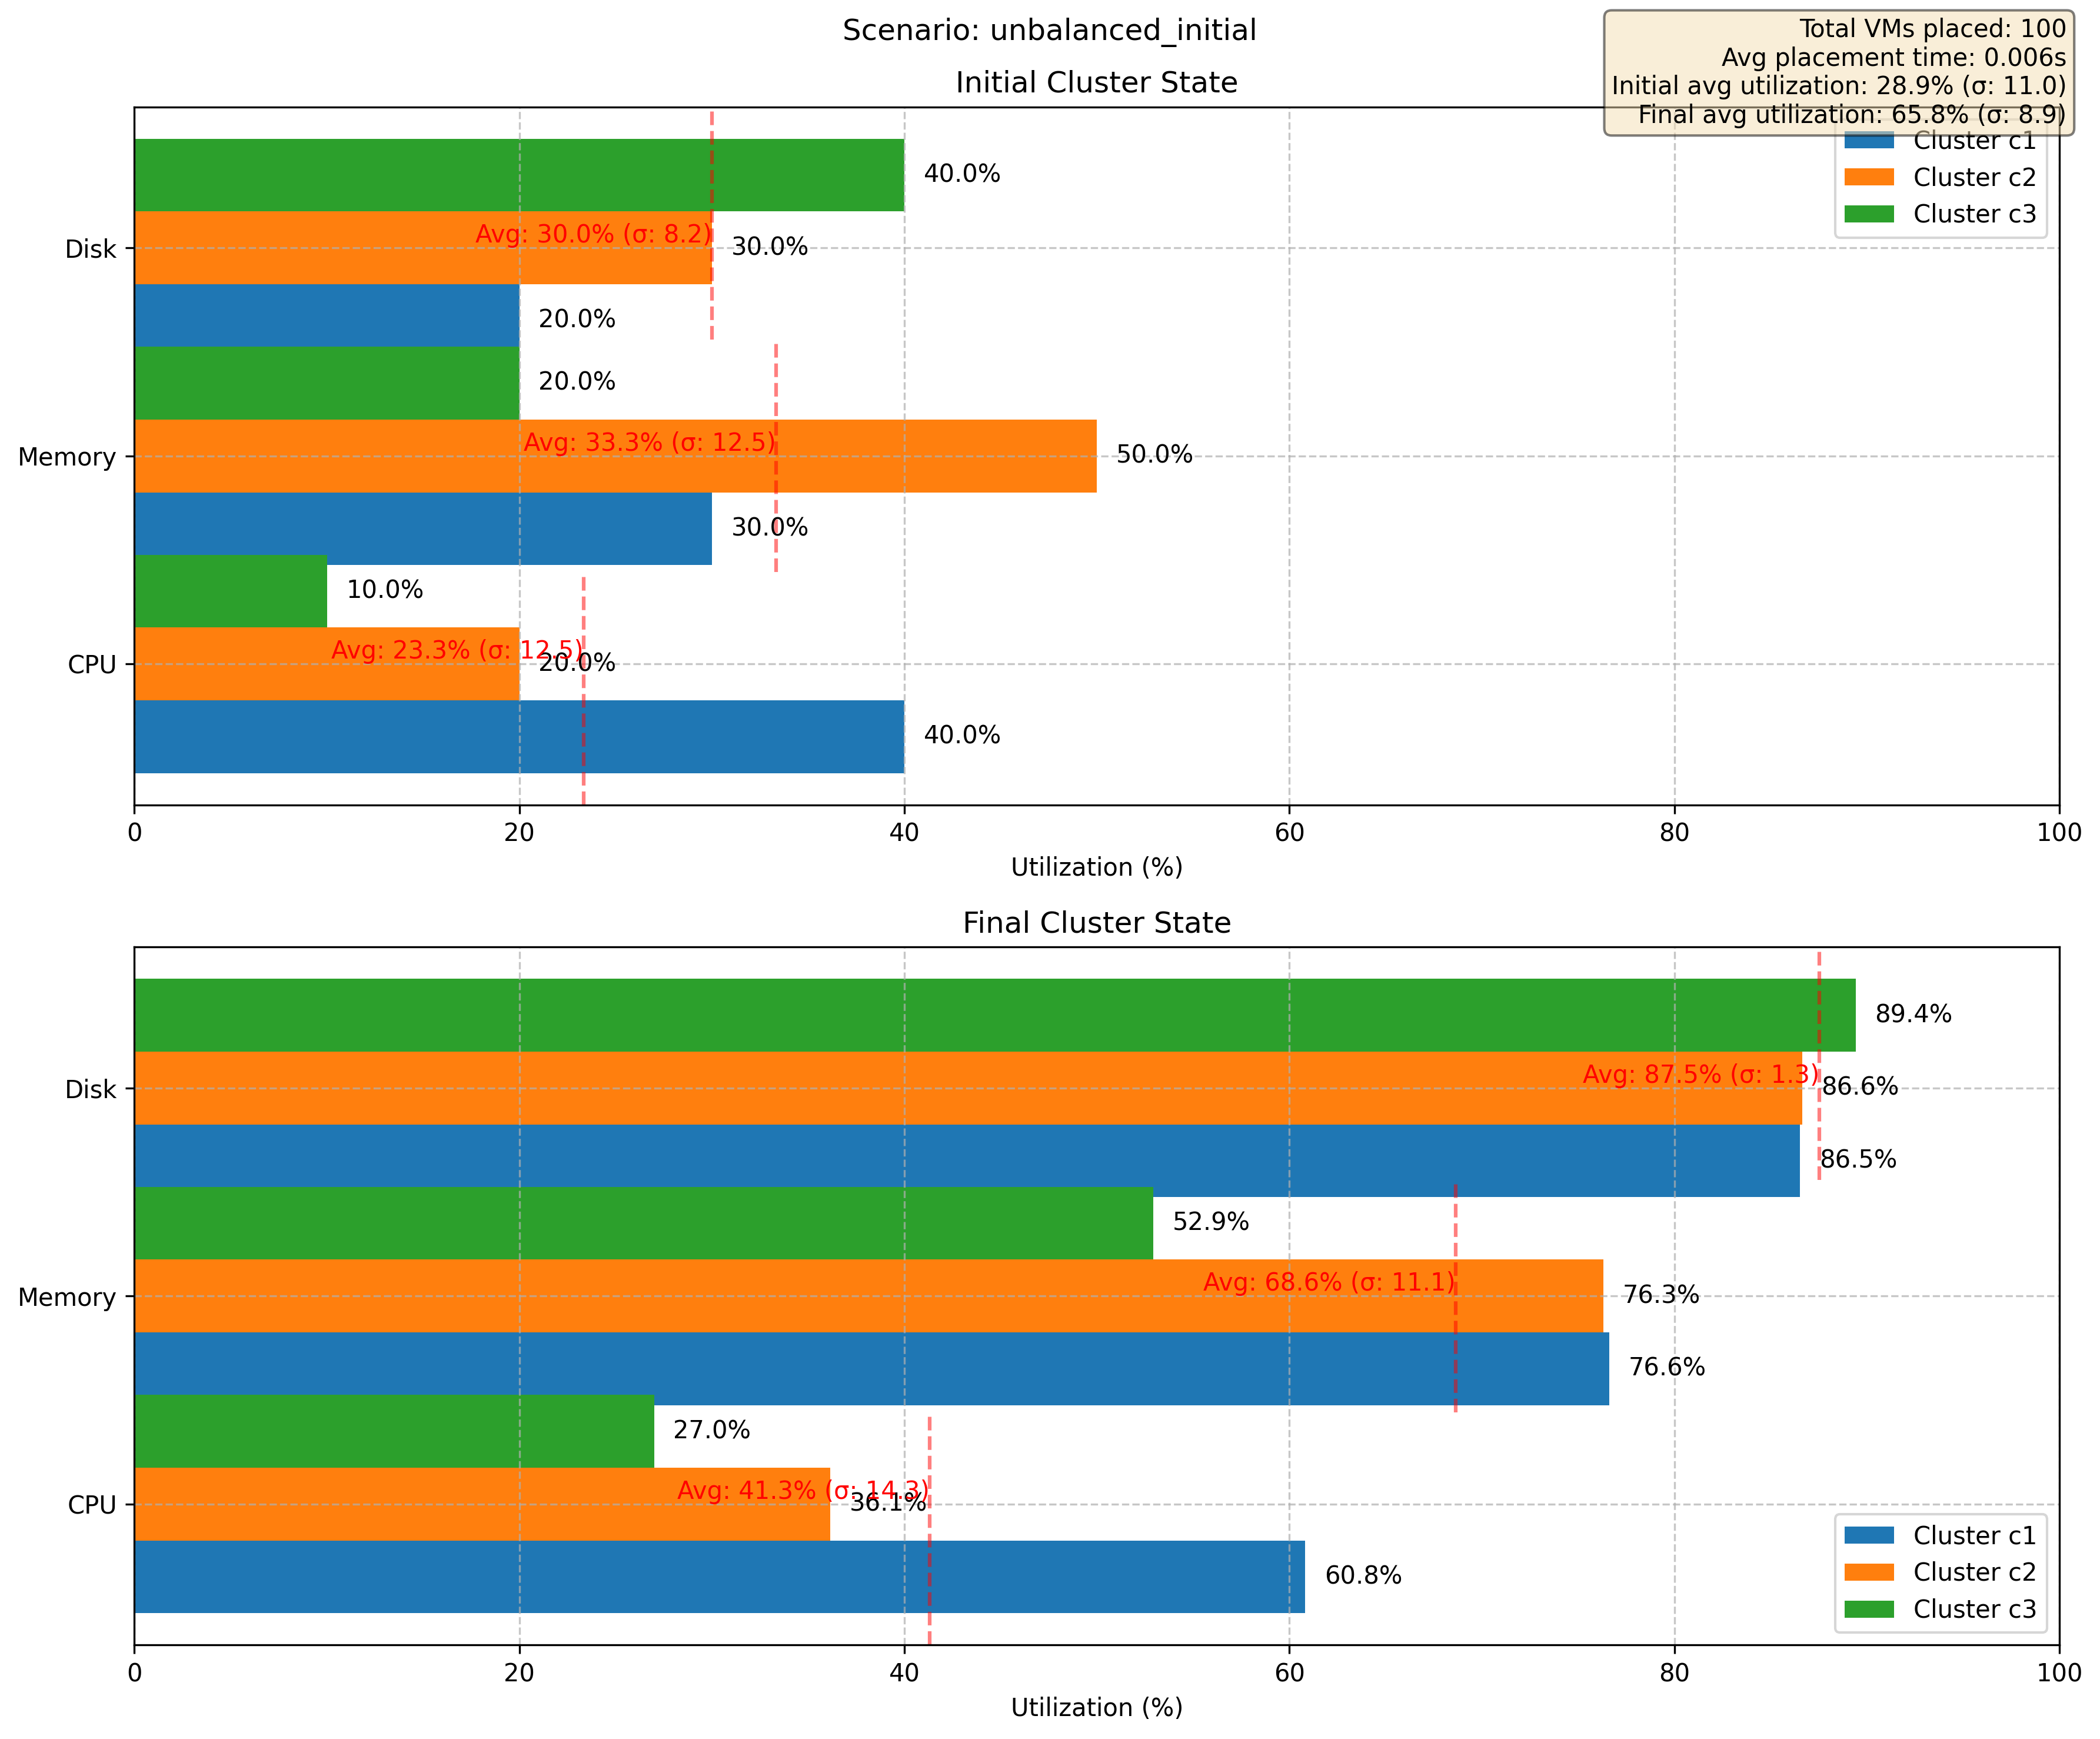 Scenario: unbalanced_initial
Total VMs placed: 100
Avg placement time: 0.006s
Initial avg utilization: 28.9% (σ: 11.0)
Final avg utilization: 65.8% (σ: 8.9)
Initial Cluster State
Cluster c1
Cluster c2
Cluster c3
40.0%
Disk
Avg: 30.0% (σ: 8.2)
30.0%
20.0%
20.0%
Memory
Avg: 33.3% (σ: 12.5)
50.0%
30.0%
10.0%
CPU
Avg: 23.3% (σ: 12.5)
20.0%
40.0%
0 20 40 60 80 100
Utilization (%)
Final Cluster State
89.4%
Disk
Avg: 87.5% (σ: 1.3)
86.6%
86.5%
52.9%
Memory
Avg: 68.6% (σ: 11.1)
76.3%
76.6%
27.0%
CPU
Avg: 41.3% (σ: 14.3)
36.1%
60.8%
Cluster c1
Cluster c2
Cluster c3
0 20 40 60 80 100
Utilization (%)